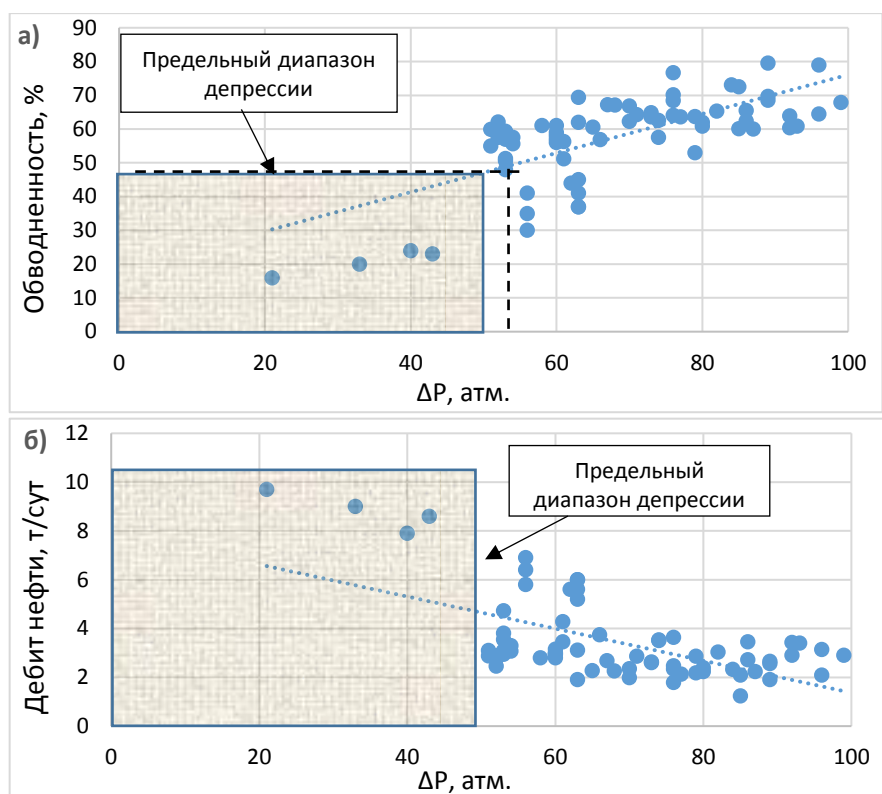 а)
Предельный диапазон
депрессии
Обводненность, %
90
80
70
60
50
40
30
20
10
0
0 20 40 60 80 100
ΔP, атм.
б)
Предельный
диапазон депрессии
Дебит нефти, т/сут
12
10
8
6
4
2
0
0 20 40 60 80 100
ΔP, атм.